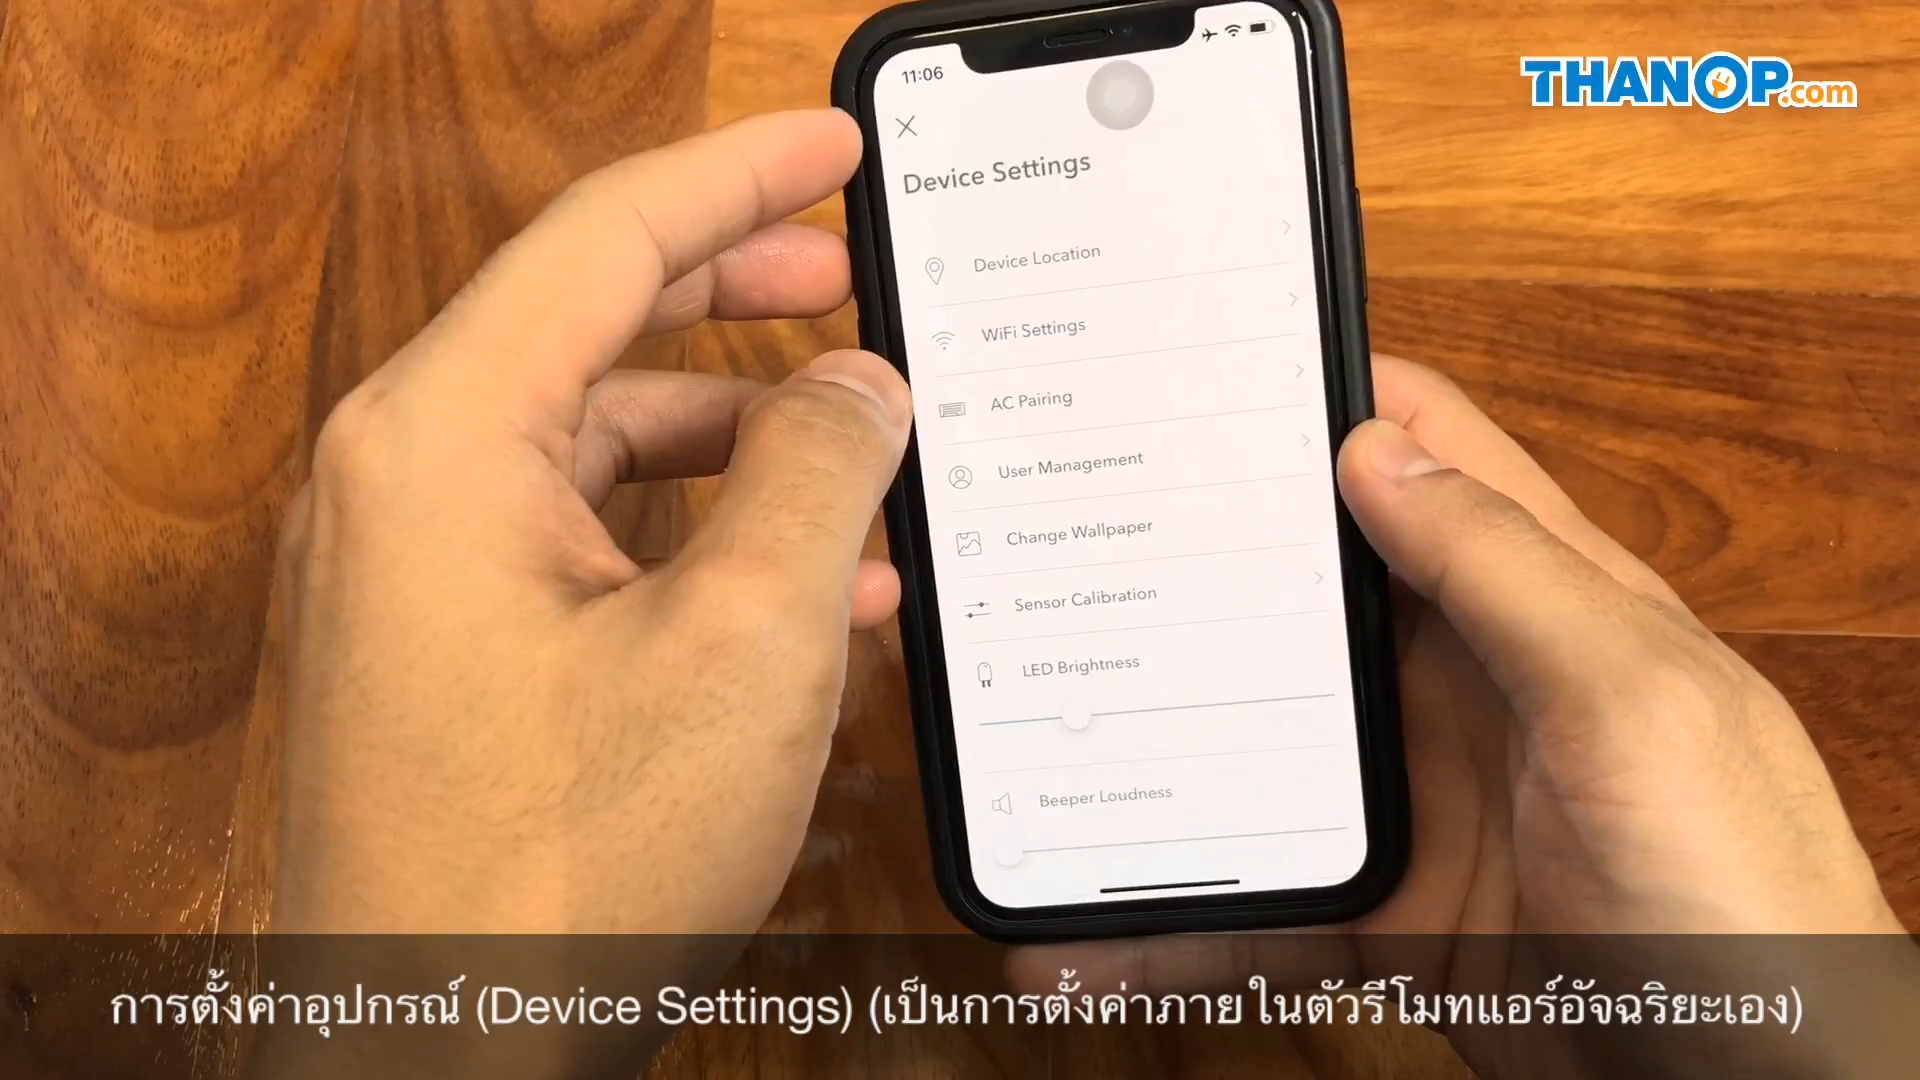 THANOP.com
11:06
Device Settings
Device Location
WiFi Settings
AC Pairing
User Management
Change Wallpaper
Sensor Calibration
LED Brightness
Beeper Loudness
การตั้งค่าอุปกรณ์ (Device Settings) (เป็นการตั้งค่าภายในตัวรีโมทแอร์อัจฉริยะเอง)